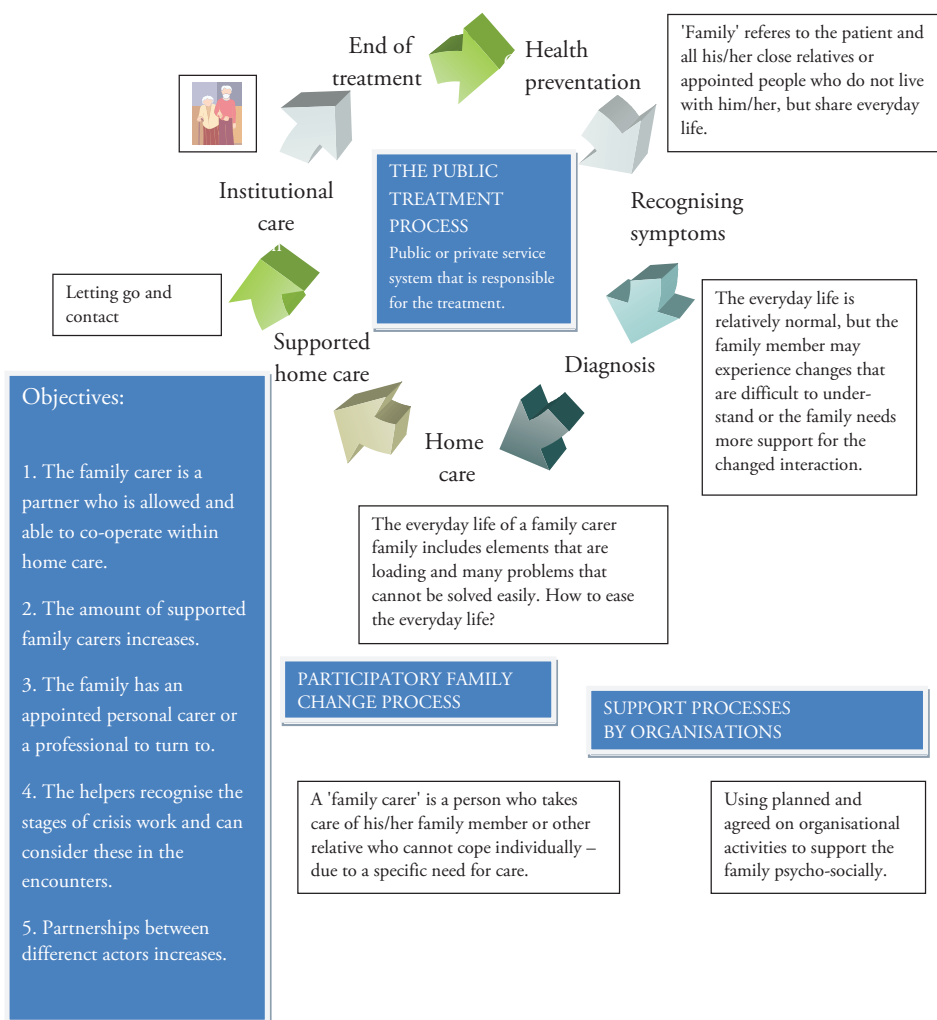 End of
treatment
Health
preventation
'Family' referes to the patient and
all his/her close relatives or
appointed people who do not live
with him/her, but share everyday
life.
THE PUBLIC
TREATMENT
PROCESS
Public or private service
system that is responsible
for the treatment.
Institutional
care
Recognising
symptoms
Letting go and
contact
The everyday life is
relatively normal, but the
family member may
experience changes that
are difficult to under-
stand or the family needs
more support for the
changed interaction.
Supported
home care
Diagnosis
Home
care
Objectives:
1. The family carer is a
partner who is allowed and
able to co-operate within
home care.
2. The amount of supported
family carers increases.
3. The family has an
appointed personal carer or
a professional to turn to.
4. The helpers recognise the
stages of crisis work and can
consider these in the
encounters.
5. Partnerships between
differenct actors increases.
The everyday life of a family carer
family includes elements that are
loading and many problems that
cannot be solved easily. How to ease
the everyday life?
PARTICIPATORY FAMILY
CHANGE PROCESS
SUPPORT PROCESSES
BY ORGANISATIONS
A 'family carer' is a person who takes
care of his/her family member or other
relative who cannot cope individually –
due to a specific need for care.
Using planned and
agreed on organisational
activities to support the
family psycho-socially.